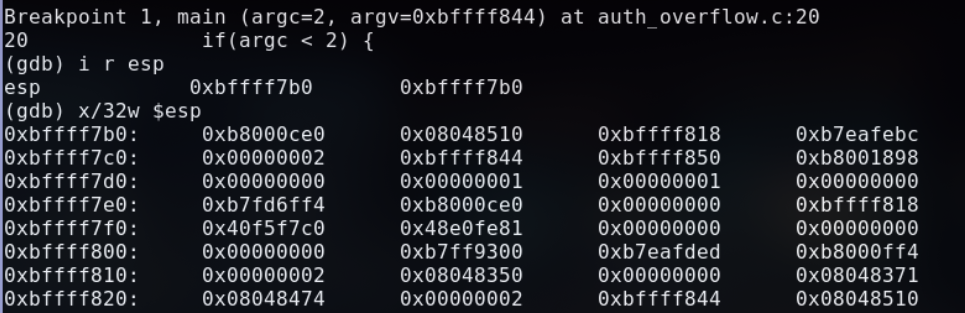 Breakpoint 1, main (argc=2, argv=0xbffff844) at auth_overflow.c:20
20 if(argc < 2) {
(gdb) i r esp
esp 0xbffff7b0 0xbffff7b0
(gdb) x/32w $esp
0xbffff7b0: 0xb8000ce0 0x08048510 0xbffff818 0xb7eafebc
0xbffff7c0: 0x00000002 0xbffff844 0xbffff850 0xb8001898
0xbffff7d0: 0x00000000 0x00000001 0x00000001 0x00000000
0xbffff7e0: 0xb7fd6ff4 0xb8000ce0 0x00000000 0xbffff818
0xbffff7f0: 0x40f5f7c0 0x48e0fe81 0x00000000 0x00000000
0xbffff800: 0x00000000 0xb7ff9300 0xb7eafded 0xb8000ff4
0xbffff810: 0x00000002 0x08048350 0x00000000 0x08048371
0xbffff820: 0x08048474 0x00000002 0xbffff844 0x08048510